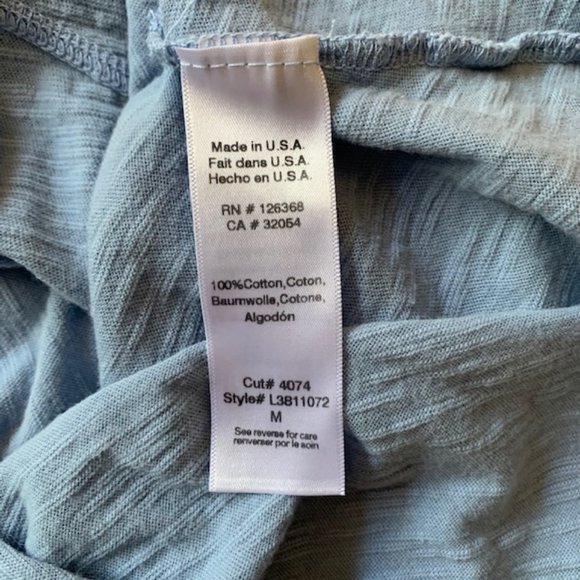 Made in U.S.A.
Fait dans U.S.A.
Hecho en U.S.A.
RN # 126368
CA # 32054
100%Cotton,Coton,
Baumwolle,Cotone,
Algodón
Cut# 4074
Style# L3811072
M
See reverse for care
renverser por le soin